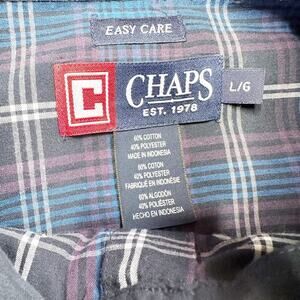 EASY CARE
C
CHAPS
EST. 1978
L/G
60% COTTON
40% POLYESTER
MADE IN INDONESIA
60% COTON
40% POLYESTER
FABRIQUÉ EN INDONÉSIE
60% ALGODÓN
40% POLIÉSTER
HECHO EN INDONESIA